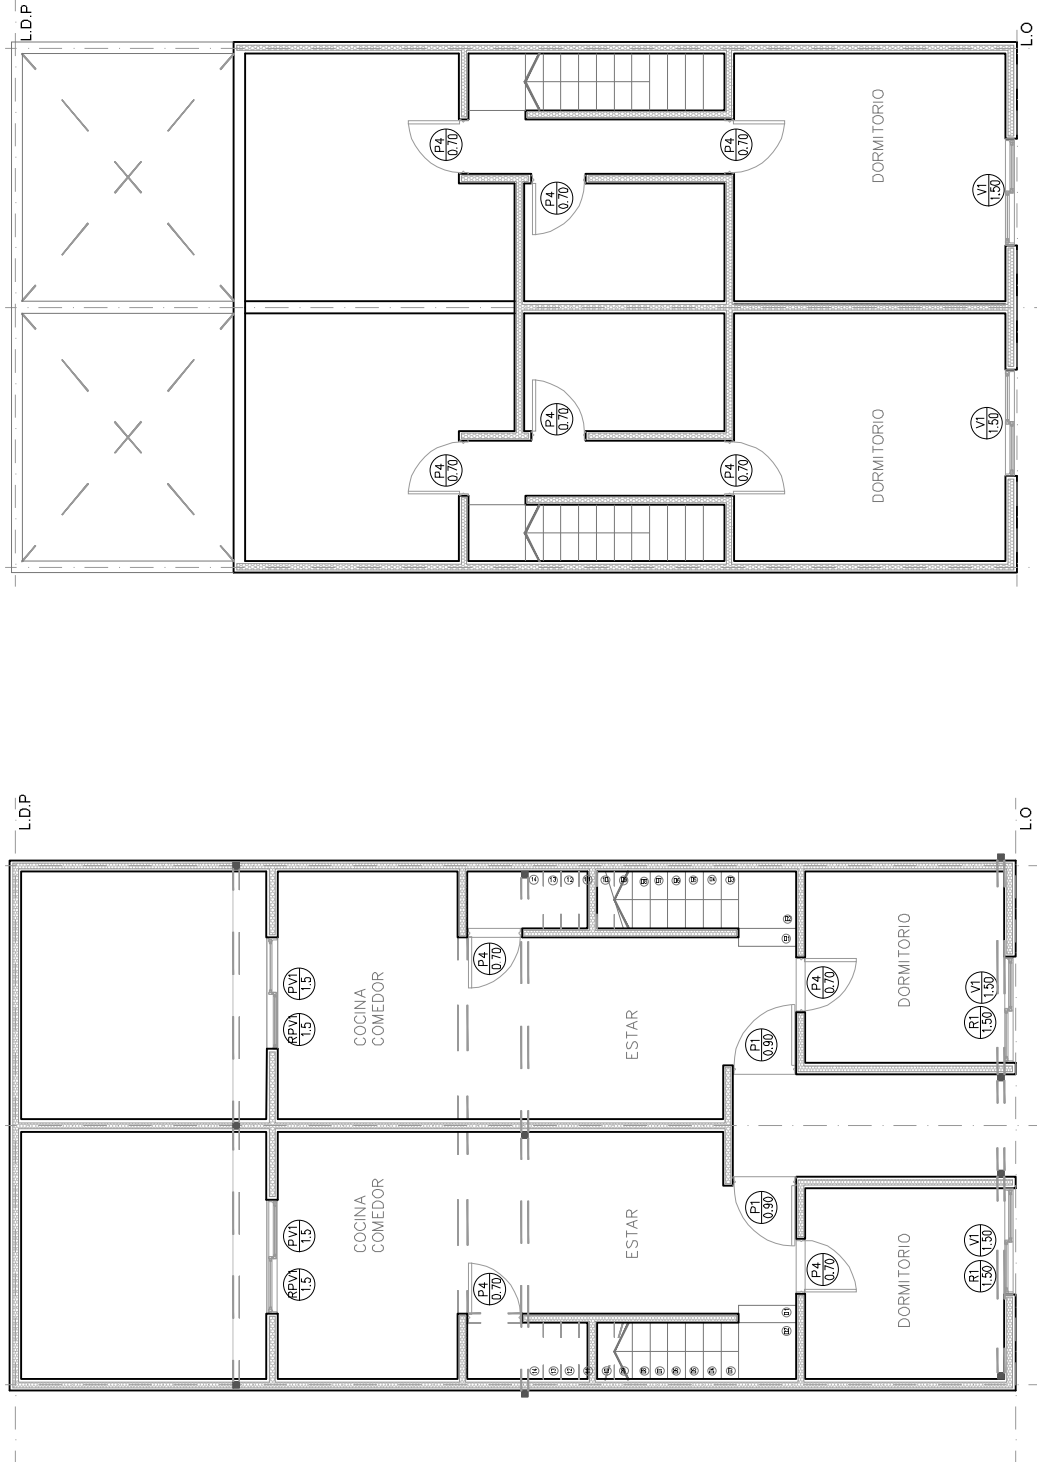 L.D.P
L.O
P4
0.70
P4
0.70
P4
0.70
DORMITORIO
V1
1.50
P4
0.70
P4
0.70
P4
0.70
DORMITORIO
V1
1.50
L.D.P
L.O
PV1
1.5
RPV1
1.5
COCINA
COMEDOR
P4
0.70
ESTAR
P1
0.90
P4
0.70
DORMITORIO
V1
1.50
R1
1.50
PV1
1.5
RPV1
1.5
COCINA
COMEDOR
P4
0.70
ESTAR
P1
0.90
P4
0.70
DORMITORIO
V1
1.50
R1
1.50